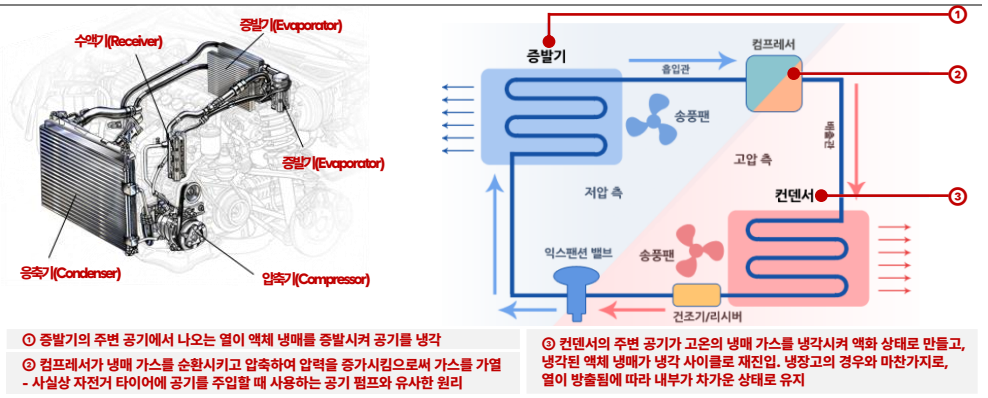 증발기(Evaporator)
수액기(Receiver)
증발기(Evaporator)
응축기(Condenser)
압축기(Compressor)
①
증발기
컴프레서
흡입관
②
송풍팬
배출관
고압 측
저압 측
컨덴서
③
익스팬션 밸브
송풍팬
건조기/리시버
① 증발기의 주변 공기에서 나오는 열이 액체 냉매를 증발시켜 공기를 냉각
② 컴프레서가 냉매 가스를 순환시키고 압축하여 압력을 증가시킴으로써 가스를 가열
- 사실상 자전거 타이어에 공기를 주입할 때 사용하는 공기 펌프와 유사한 원리
③ 컨덴서의 주변 공기가 고온의 냉매 가스를 냉각시켜 액화 상태로 만들고,
냉각된 액체 냉매가 냉각 사이클로 재진입. 냉장고의 경우와 마찬가지로,
열이 방출됨에 따라 내부가 차가운 상태로 유지